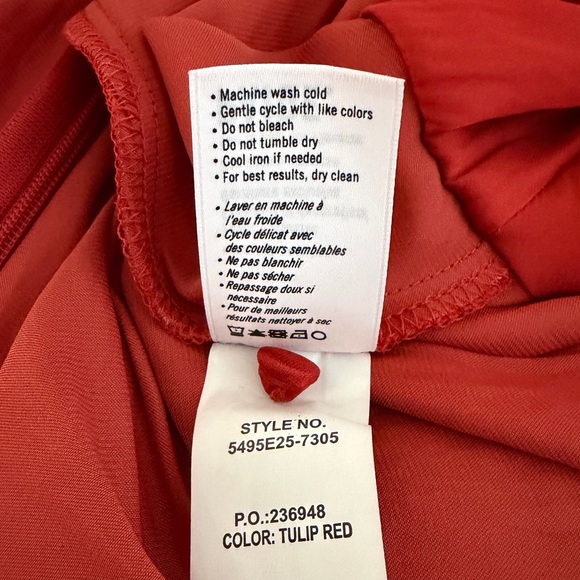 • Machine wash cold
• Gentle cycle with like colors
• Do not bleach
• Do not tumble dry
• Cool iron if needed
• For best results, dry clean
• Laver en machine à
l'eau froide
• Cycle délicat avec
des couleurs semblables
• Ne pas blanchir
• Ne pas sécher
• Repassage doux si
necessaire
• Pour de meilleurs
résultats nettoyer à sec
STYLE NO.
5495E25-7305
P.O.:236948
COLOR: TULIP RED